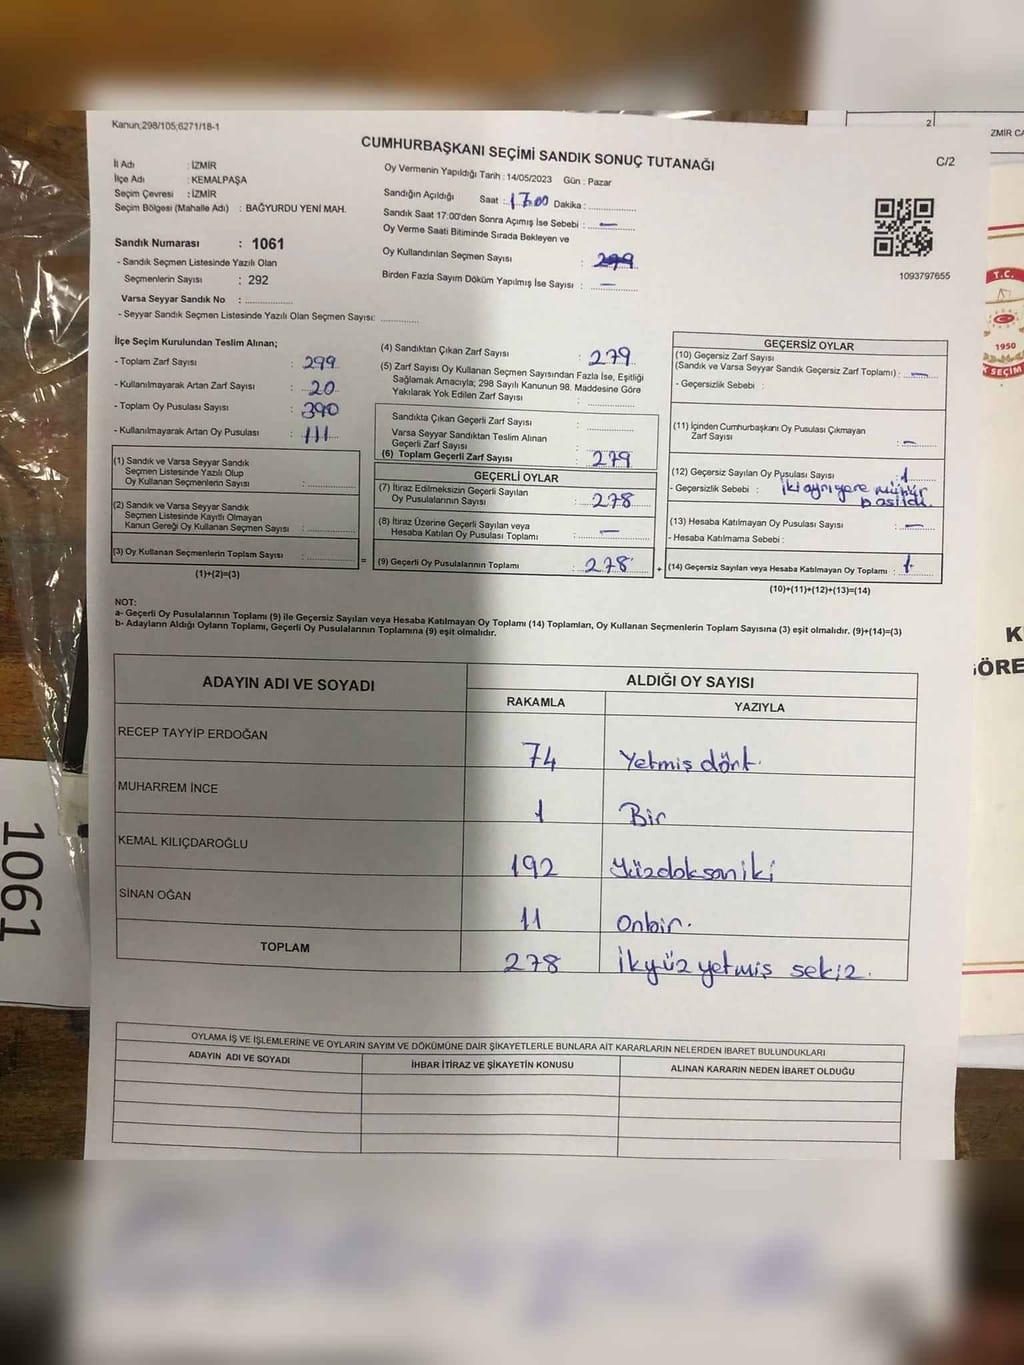 Kanun;298/105;6271/18-1
CUMHURBAŞKANI SEÇİMİ SANDIK SONUÇ TUTANAĞI
C/2
İl Adı : İZMİR
İlçe Adı : KEMALPAŞA
Seçim Çevresi : İZMİR
Seçim Bölgesi (Mahalle Adı) : BAĞYURDU YENİ MAH.
Sandık Numarası : 1061
- Sandık Seçmen Listesinde Yazılı Olan
Seçmenlerin Sayısı : 292
Varsa Seyyar Sandık No : ...............
- Seyyar Sandık Seçmen Listesinde Yazılı Olan Seçmen Sayısı: ............
Oy Vermenin Yapıldığı Tarih : 14/05/2023 Gün : Pazar
Sandığın Açıldığı Saat : 17.00 Dakika : ...............
Sandık Saat 17:00'den Sonra Açımış İse Sebebi : —
Oy Verme Saati Bitiminde Sırada Bekleyen ve
Oy Kullandırılan Seçmen Sayısı :
Birden Fazla Sayım Döküm Yapılmış İse Sayısı : —
1093797655
İlçe Seçim Kurulundan Teslim Alınan;
- Toplam Zarf Sayısı : 299
- Kullanılmayarak Artan Zarf Sayısı : 20
- Toplam Oy Pusulası Sayısı : 390
- Kullanılmayarak Artan Oy Pusulası : 111
(1) Sandık ve Varsa Seyyar Sandık
Seçmen Listesinde Yazılı Olup
Oy Kullanan Seçmenlerin Sayısı : ............
(2) Sandık ve Varsa Seyyar Sandık
Seçmen Listesinde Kayıtlı Olmayan
Kanun Gereği Oy Kullanan Seçmen Sayısı : ............
(3) Oy Kullanan Seçmenlerin Toplam Sayısı : ............ =
(1)+(2)=(3)
(4) Sandıktan Çıkan Zarf Sayısı : 279
(5) Zarf Sayısı Oy Kullanan Seçmen Sayısından Fazla İse, Eşitliği
Sağlamak Amacıyla; 298 Sayılı Kanunun 98. Maddesine Göre
Yakılarak Yok Edilen Zarf Sayısı : ............
Sandıkta Çıkan Geçerli Zarf Sayısı : ............
Varsa Seyyar Sandıktan Teslim Alınan
Geçerli Zarf Sayısı : ............
(6) Toplam Geçerli Zarf Sayısı : 279
GEÇERLİ OYLAR
(7) İtiraz Edilmeksizin Geçerli Sayılan
Oy Pusulalarının Sayısı : 278
(8) İtiraz Üzerine Geçerli Sayılan veya
Hesaba Katılan Oy Pusulası Toplamı : —
(9) Geçerli Oy Pusulalarının Toplamı : 278 +
GEÇERSİZ OYLAR
(10) Geçersiz Zarf Sayısı
(Sandık ve Varsa Seyyar Sandık Geçersiz Zarf Toplamı) : —
- Geçersizlik Sebebi :
(11) İçinden Cumhurbaşkanı Oy Pusulası Çıkmayan
Zarf Sayısı : —
(12) Geçersiz Sayılan Oy Pusulası Sayısı : 1
- Geçersizlik Sebebi : iki ayrı yere mühür
basıldı.
(13) Hesaba Katılmayan Oy Pusulası Sayısı : —
- Hesaba Katılmama Sebebi :
(14) Geçersiz Sayılan veya Hesaba Katılmayan Oy Toplamı : 1
(10)+(11)+(12)+(13)=(14)
NOT:
a- Geçerli Oy Pusulalarının Toplamı (9) ile Geçersiz Sayılan veya Hesaba Katılmayan Oy Toplamı (14) Toplamları, Oy Kullanan Seçmenlerin Toplam Sayısına (3) eşit olmalıdır. (9)+(14)=(3)
b- Adayların Aldığı Oyların Toplamı, Geçerli Oy Pusulalarının Toplamına (9) eşit olmalıdır.
ADAYIN ADI VE SOYADI
ALDIĞI OY SAYISI
RAKAMLA YAZIYLA
RECEP TAYYİP ERDOĞAN 74 Yetmiş dört.
MUHARREM İNCE 1 Bir
KEMAL KILIÇDAROĞLU 192 Yüzdoksaniki
SİNAN OĞAN 11 Onbir.
TOPLAM 278 İkyüz yetmiş sekiz.
OYLAMA İŞ VE İŞLEMLERİNE VE OYLARIN SAYIM VE DÖKÜMÜNE DAİR ŞİKAYETLERLE BUNLARA AİT KARARLARIN NELERDEN İBARET BULUNDUKLARI
ADAYIN ADI VE SOYADI İHBAR İTİRAZ VE ŞİKAYETİN KONUSU ALINAN KARARIN NEDEN İBARET OLDUĞU
1061
2
ZMİR CA
T.C.
1950
K SEÇİM
K
GÖRE